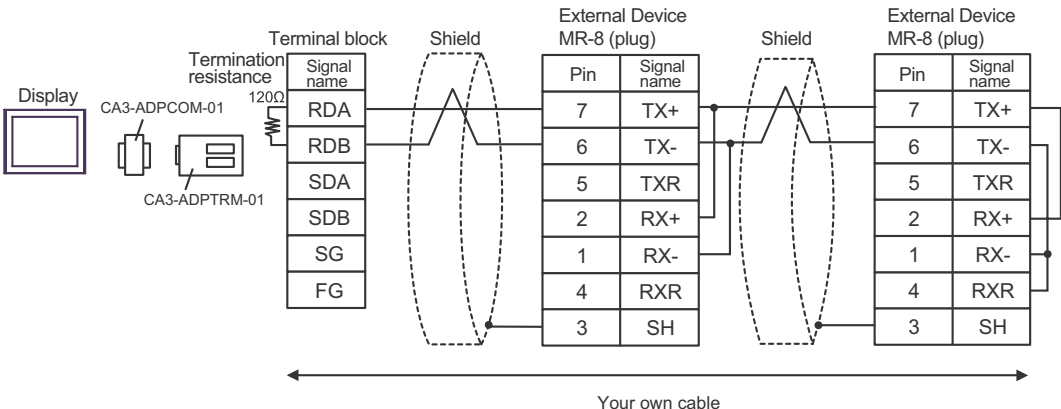 External Device
MR-8 (plug)
External Device
MR-8 (plug)
Terminal block
Shield
Shield
Termination
resistance
120Ω
Display
CA3-ADPCOM-01
CA3-ADPTRM-01
Signal
name
RDA
RDB
SDA
SDB
SG
FG
Pin Signal
name
7 TX+
6 TX-
5 TXR
2 RX+
1 RX-
4 RXR
3 SH
Pin Signal
name
7 TX+
6 TX-
5 TXR
2 RX+
1 RX-
4 RXR
3 SH
Your own cable